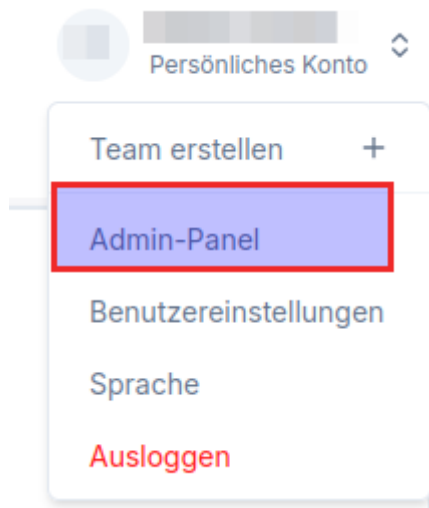 Persönliches Konto
Team erstellen +
Admin-Panel
Benutzereinstellungen
Sprache
Ausloggen